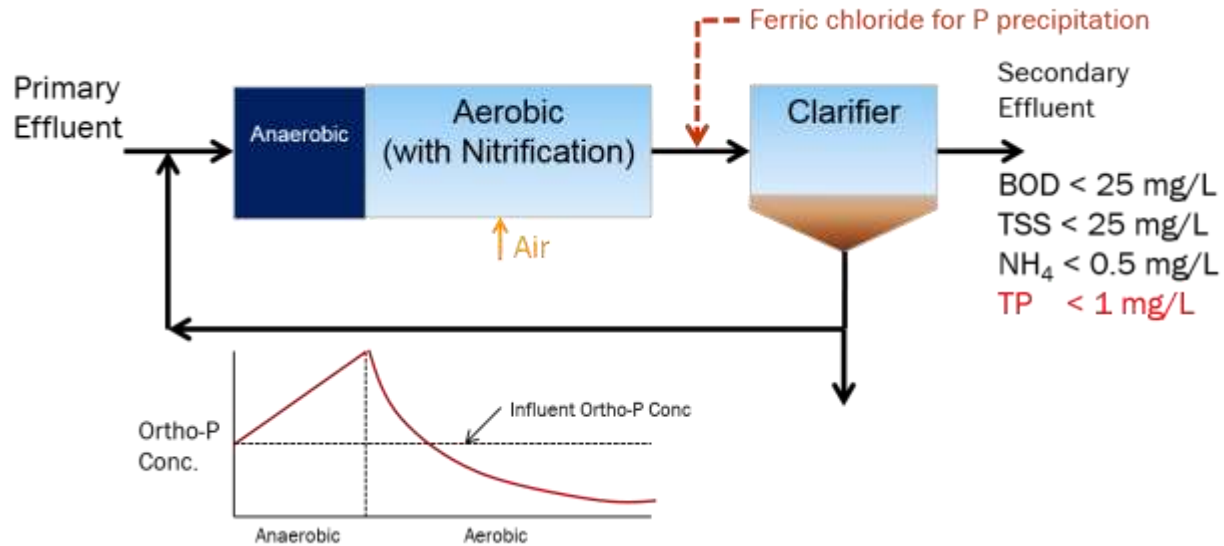 Ferric chloride for P precipitation
Primary
Effluent
Anaerobic
Aerobic
(with Nitrification)
Clarifier
Secondary
Effluent
BOD < 25 mg/L
TSS < 25 mg/L
NH₄ < 0.5 mg/L
TP < 1 mg/L
Air
Influent Ortho-P Conc
Ortho-P
Conc.
Anaerobic
Aerobic